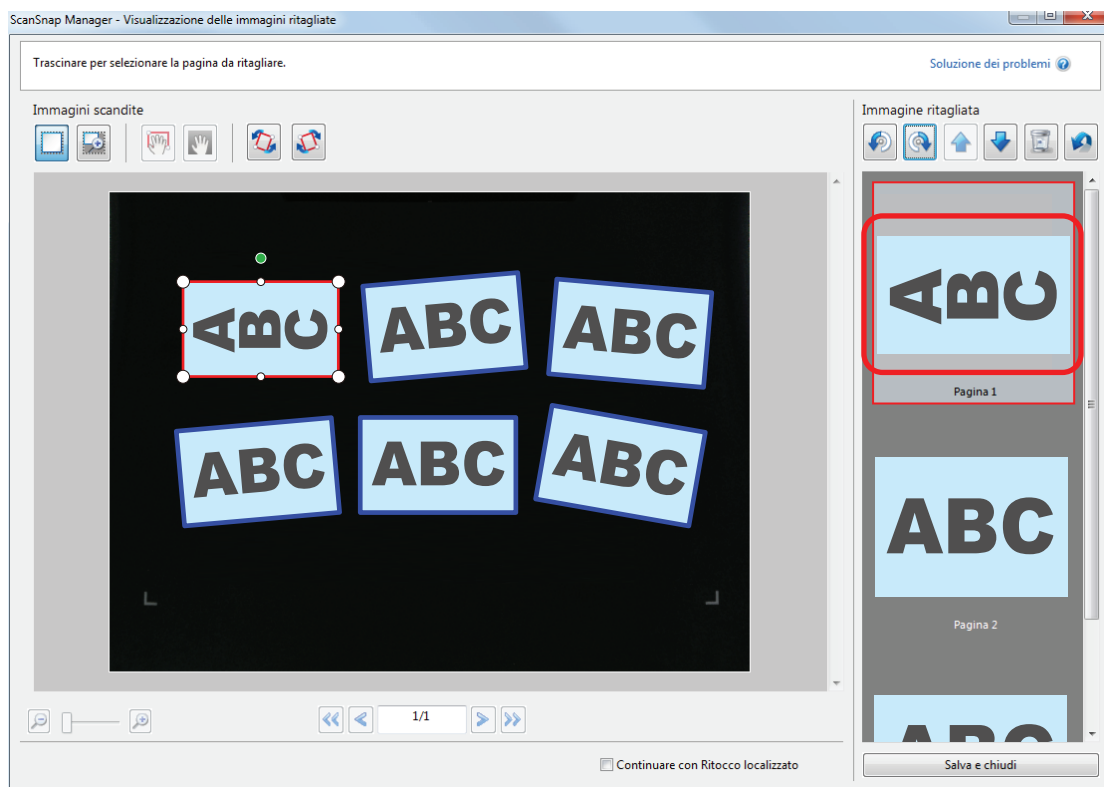 ScanSnap Manager - Visualizzazione delle immagini ritagliate
Trascinare per selezionare la pagina da ritagliare.
Soluzione dei problemi
Immagini scandite
Immagine ritagliata
ABC
ABC
ABC
ABC
ABC
ABC
ABC
Pagina 1
ABC
Pagina 2
ABC
1/1
Continuare con Ritocco localizzato
Salva e chiudi